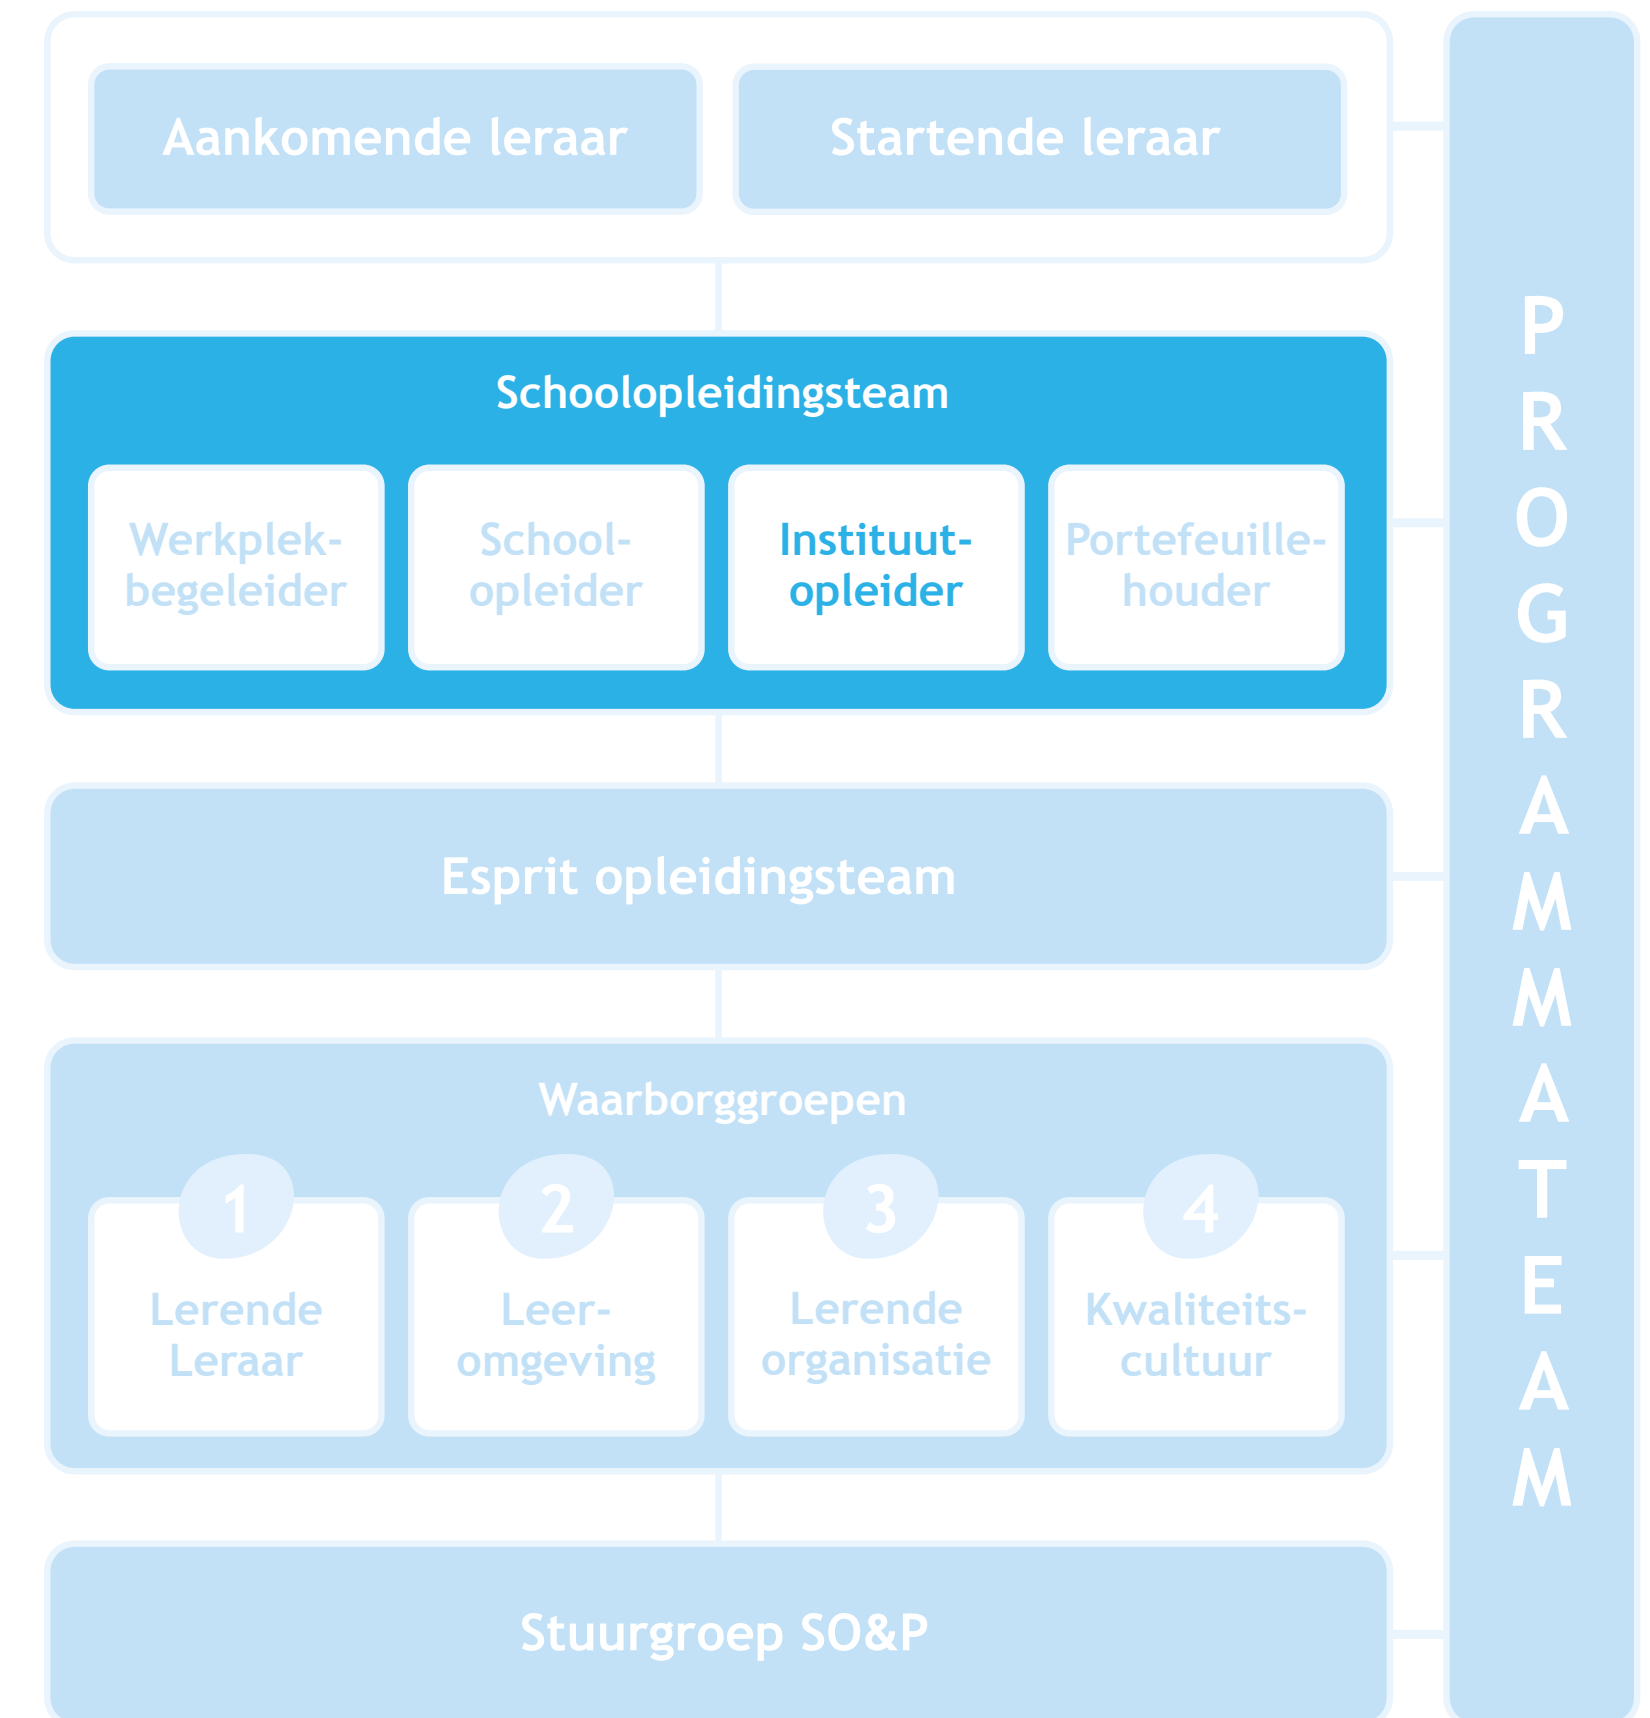 Aankomende leraar
Startende leraar
Schoolopleidingsteam
Werkplek-
begeleider
School-
opleider
Instituut-
opleider
Portefeuille-
houder
Esprit opleidingsteam
Waarborggroepen
1
Lerende
Leraar
2
Leer-
omgeving
3
Lerende
organisatie
4
Kwaliteits-
cultuur
Stuurgroep SO&P
PROGRAMMATEAM